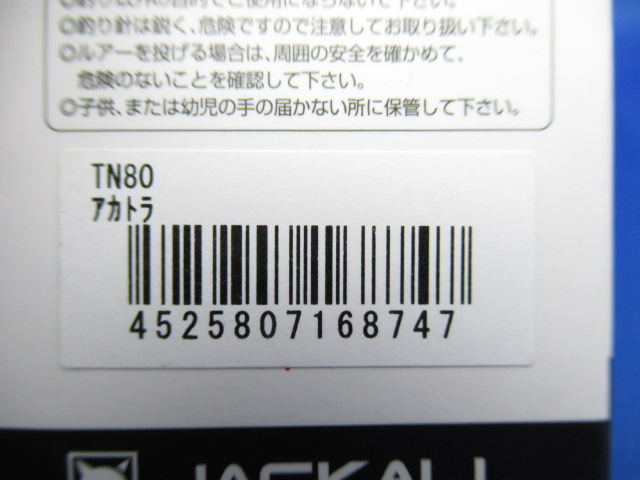 ◎釣り針は鋭く、危険ですので注意してお取り扱い下さい。
◎ルアーを投げる場合は、周囲の安全を確かめて、
危険のないことを確認して下さい。
◎子供、または幼児の手の届かない所に保管して下さい。
TN80
アカトラ
4525807168747
JACKALL